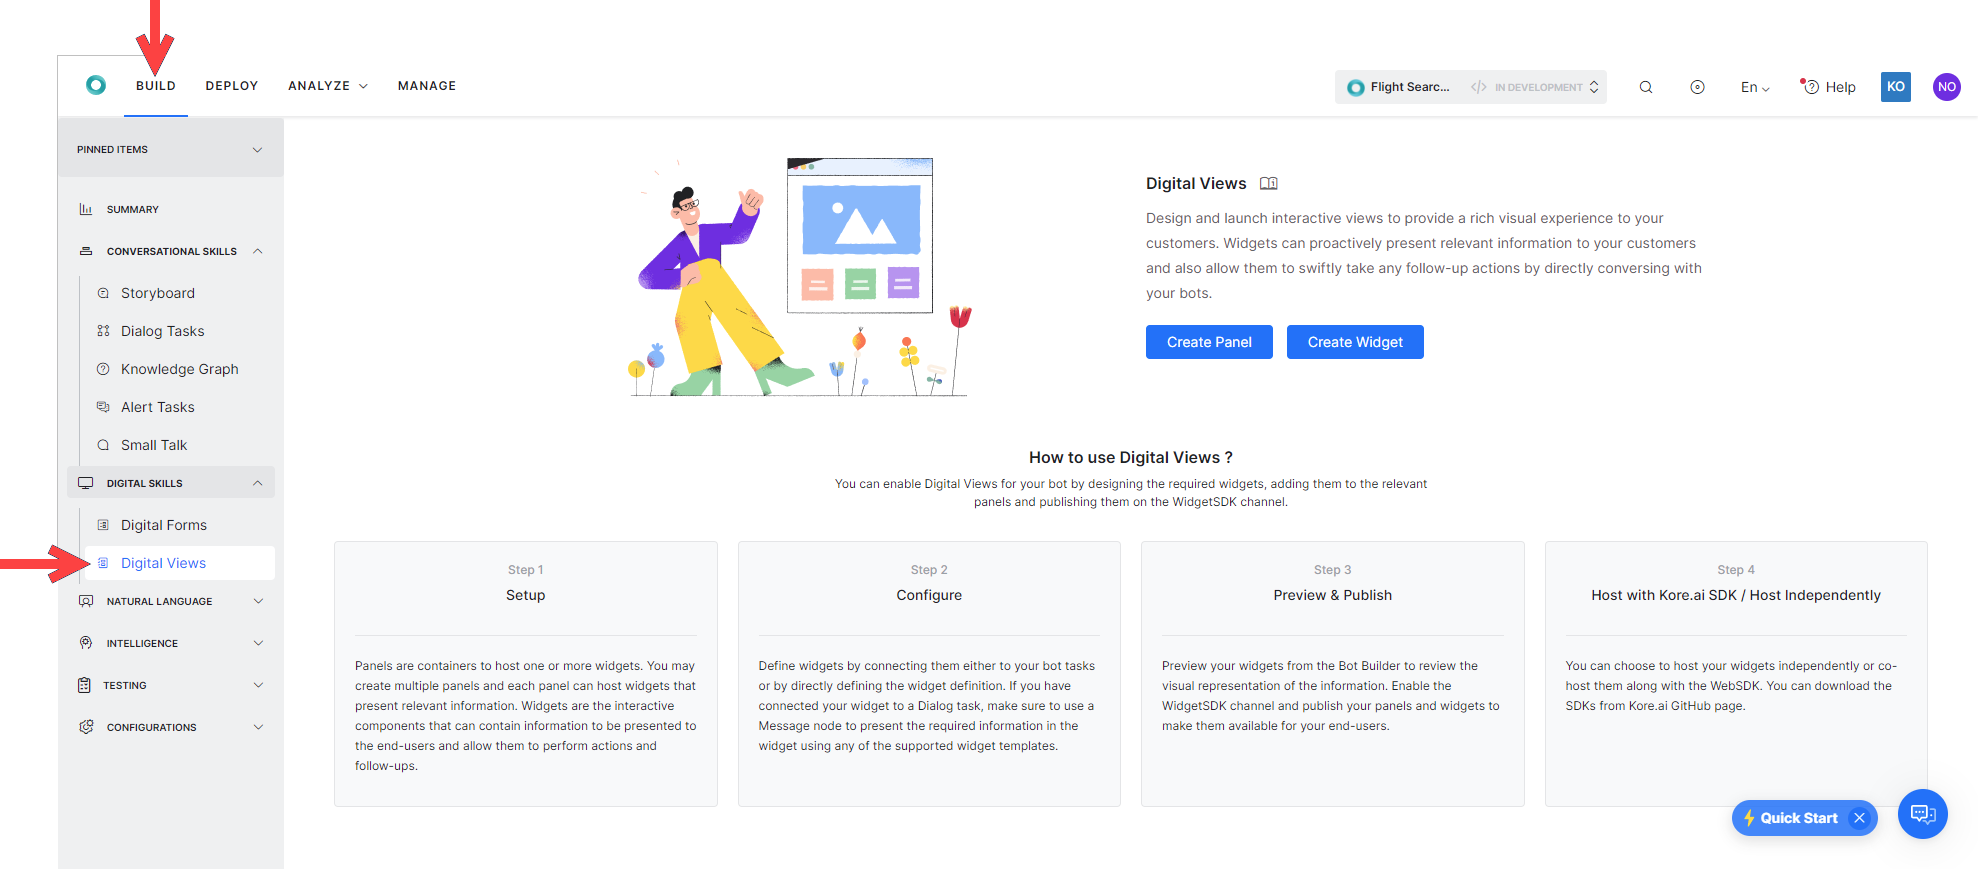 BUILD DEPLOY ANALYZE MANAGE Flight Searc... </> IN DEVELOPMENT En Help KO NO
PINNED ITEMS
SUMMARY
CONVERSATIONAL SKILLS
Storyboard
Dialog Tasks
Knowledge Graph
Alert Tasks
Small Talk
DIGITAL SKILLS
Digital Forms
Digital Views
NATURAL LANGUAGE
INTELLIGENCE
TESTING
CONFIGURATIONS
Digital Views
Design and launch interactive views to provide a rich visual experience to your
customers. Widgets can proactively present relevant information to your customers
and also allow them to swiftly take any follow-up actions by directly conversing with
your bots.
Create Panel Create Widget
How to use Digital Views ?
You can enable Digital Views for your bot by designing the required widgets, adding them to the relevant
panels and publishing them on the WidgetSDK channel.
Step 1
Setup
Panels are containers to host one or more widgets. You may
create multiple panels and each panel can host widgets that
present relevant information. Widgets are the interactive
components that can contain information to be presented to
the end-users and allow them to perform actions and
follow-ups.
Step 2
Configure
Define widgets by connecting them either to your bot tasks
or by directly defining the widget definition. If you have
connected your widget to a Dialog task, make sure to use a
Message node to present the required information in the
widget using any of the supported widget templates.
Step 3
Preview & Publish
Preview your widgets from the Bot Builder to review the
visual representation of the information. Enable the
WidgetSDK channel and publish your panels and widgets to
make them available for your end-users.
Step 4
Host with Kore.ai SDK / Host Independently
You can choose to host your widgets independently or co-
host them along with the WebSDK. You can download the
SDKs from Kore.ai GitHub page.
Quick Start